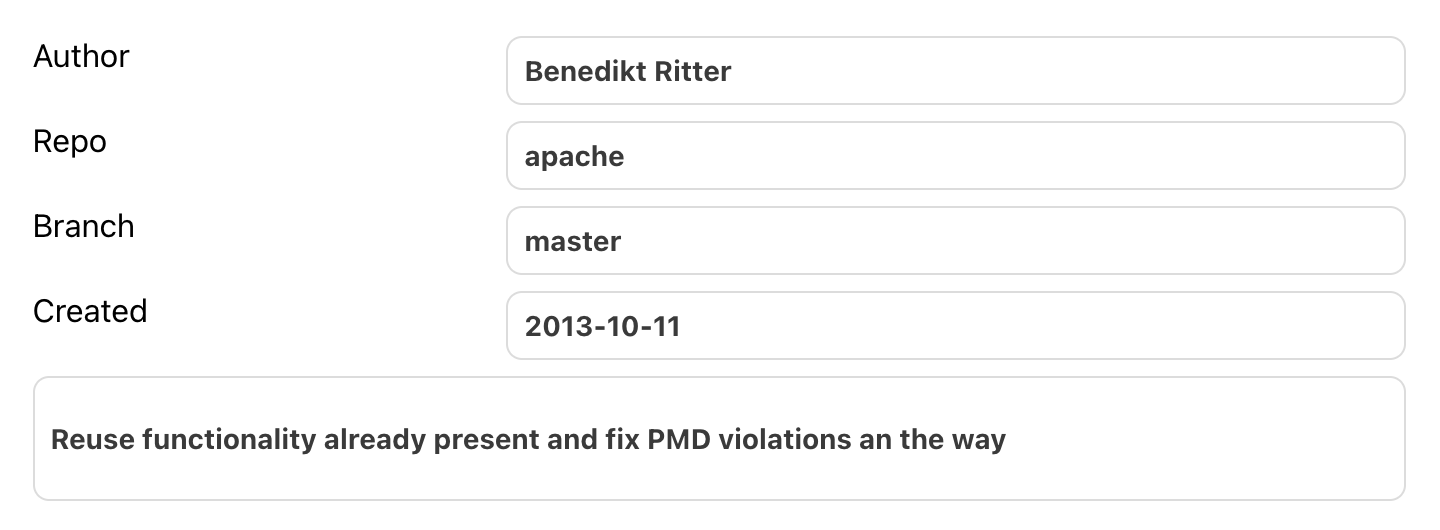 Author
Benedikt Ritter
Repo
apache
Branch
master
Created
2013-10-11
Reuse functionality already present and fix PMD violations an the way